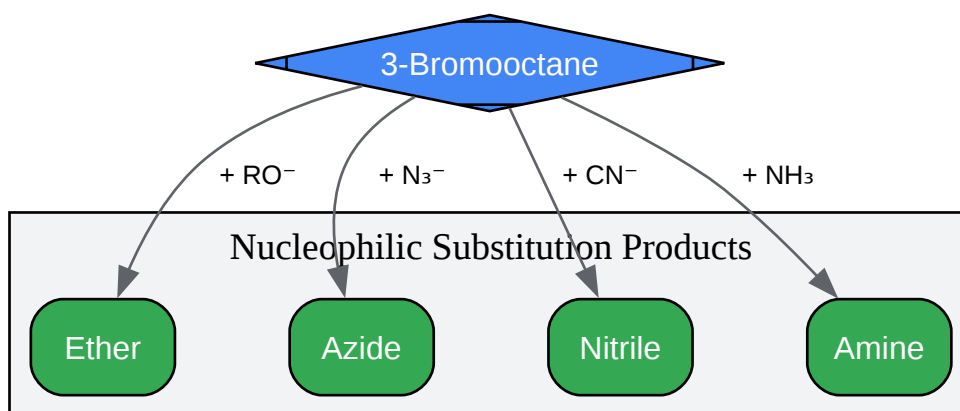 3-Bromooctane
+ RO⁻
+ N₃⁻
+ CN⁻
+ NH₃
Nucleophilic Substitution Products
Ether
Azide
Nitrile
Amine